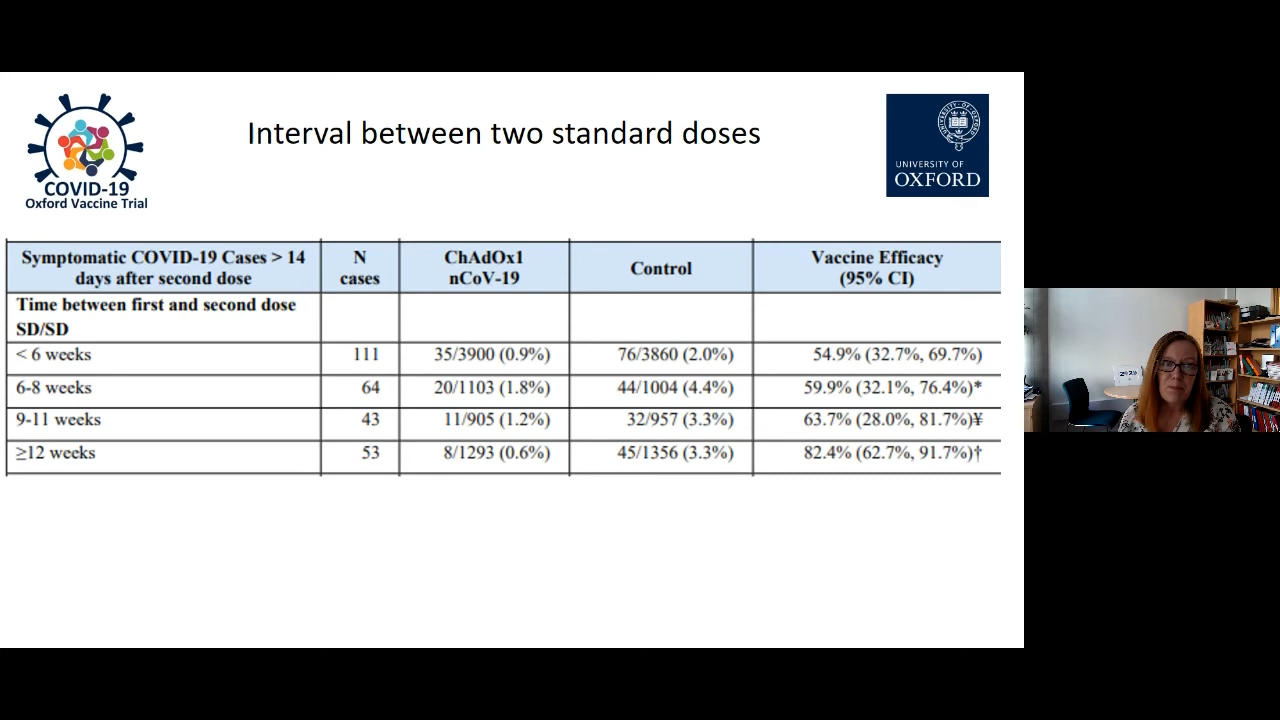 Interval between two standard doses
COVID-19
Oxford Vaccine Trial
UNIVERSITY OF
OXFORD
Symptomatic COVID-19 Cases > 14
days after second dose
N
cases
ChAdOx1
nCoV-19
Control
Vaccine Efficacy
(95% CI)
Time between first and second dose
SD/SD
< 6 weeks 111 35/3900 (0.9%) 76/3860 (2.0%) 54.9% (32.7%, 69.7%)
6-8 weeks 64 20/1103 (1.8%) 44/1004 (4.4%) 59.9% (32.1%, 76.4%)*
9-11 weeks 43 11/905 (1.2%) 32/957 (3.3%) 63.7% (28.0%, 81.7%)¥
≥12 weeks 53 8/1293 (0.6%) 45/1356 (3.3%) 82.4% (62.7%, 91.7%)†